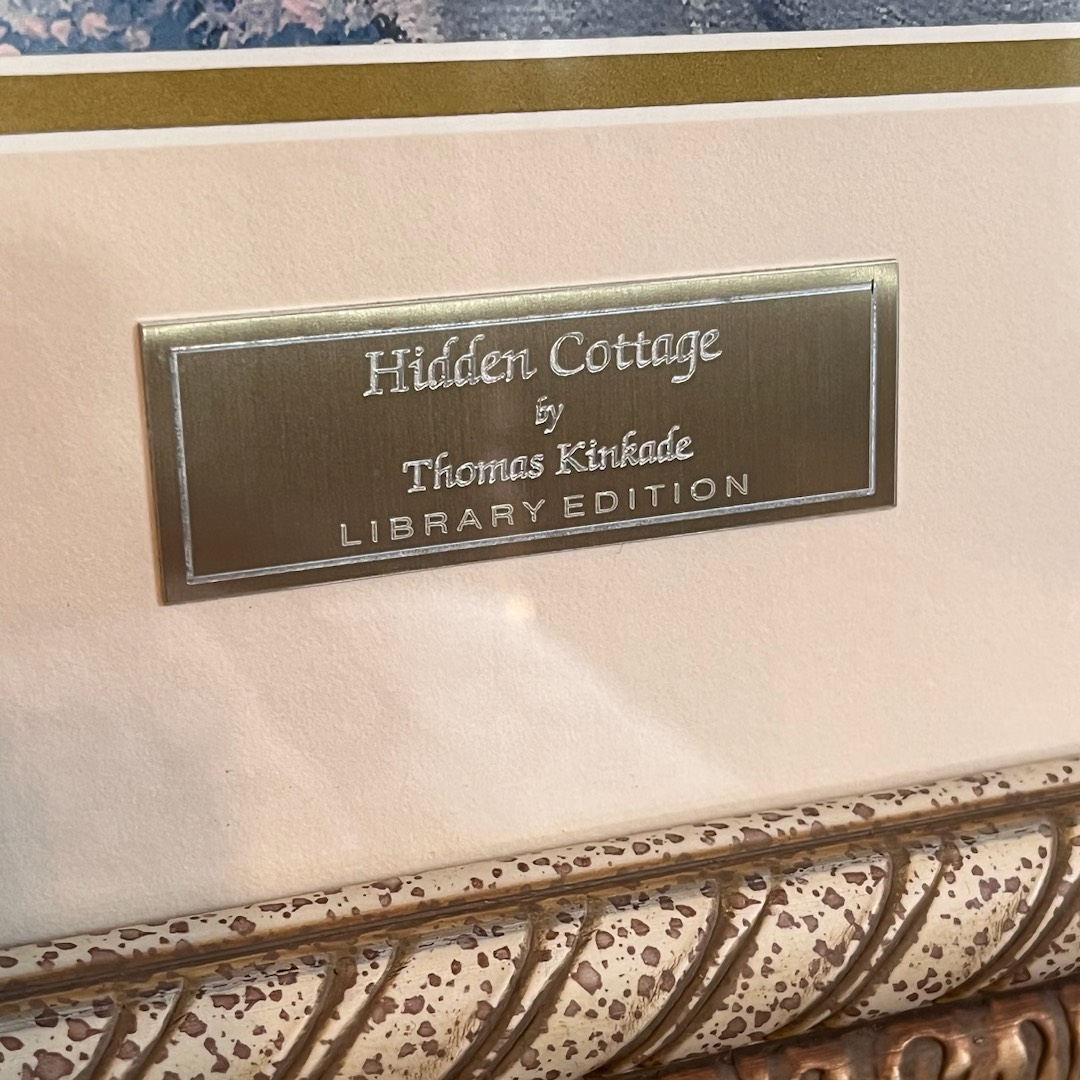 Hidden Cottage
by
Thomas Kinkade
LIBRARY EDITION